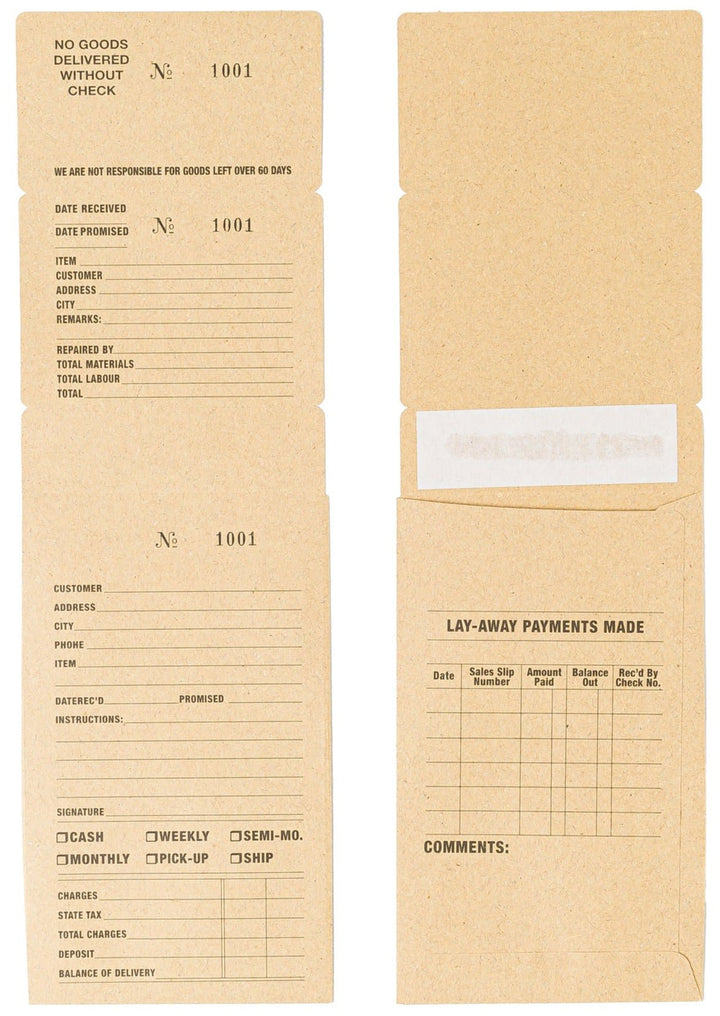 NO GOODS
DELIVERED
WITHOUT
CHECK
№ 1001
WE ARE NOT RESPONSIBLE FOR GOODS LEFT OVER 60 DAYS
DATE RECEIVED
DATE PROMISED
№ 1001
ITEM
CUSTOMER
ADDRESS
CITY
REMARKS:
REPAIRED BY
TOTAL MATERIALS
TOTAL LABOUR
TOTAL
№ 1001
CUSTOMER
ADDRESS
CITY
PHOHE
ITEM
DATEREC'D PROMISED
INSTRUCTIONS:
SIGNATURE
CASH WEEKLY SEMI-MO.
MONTHLY PICK-UP SHIP
CHARGES
STATE TAX
TOTAL CHARGES
DEPOSIT
BALANCE OF DELIVERY
LAY-AWAY PAYMENTS MADE
Date Sales Slip Number Amount Paid Balance Out Rec'd By Check No.
COMMENTS: